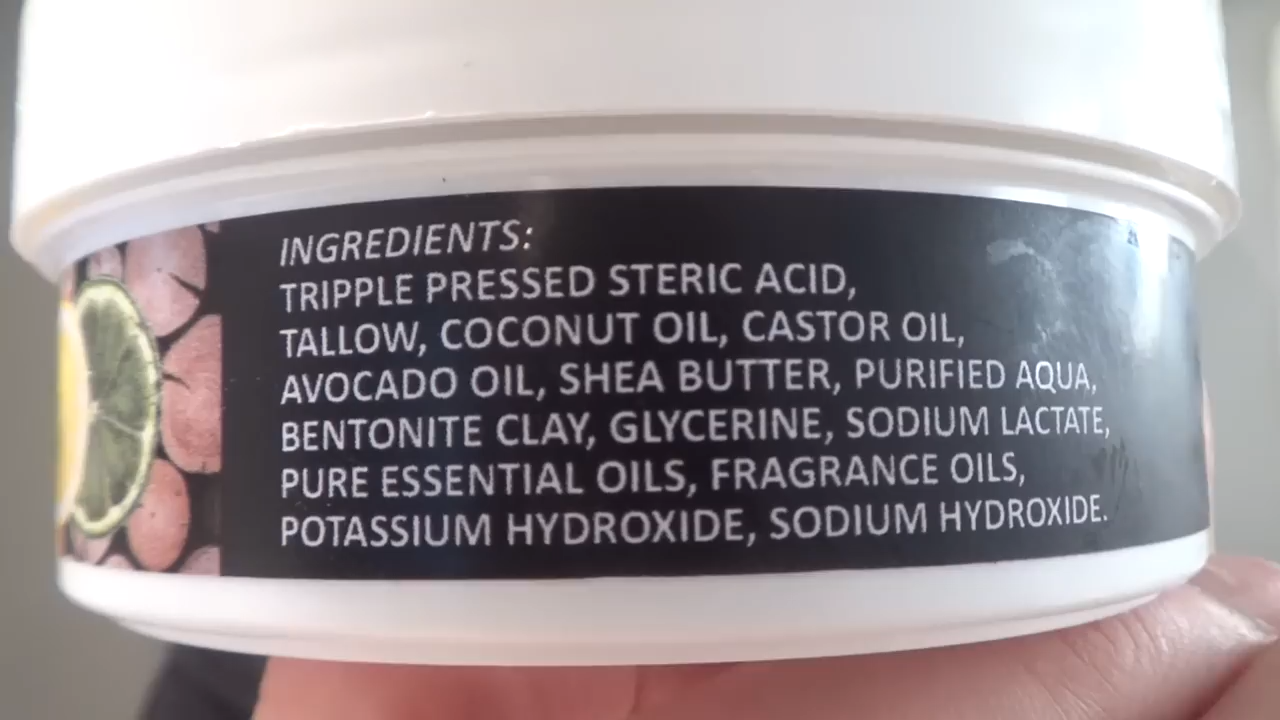 INGREDIENTS:
TRIPPLE PRESSED STERIC ACID,
TALLOW, COCONUT OIL, CASTOR OIL,
AVOCADO OIL, SHEA BUTTER, PURIFIED AQUA,
BENTONITE CLAY, GLYCERINE, SODIUM LACTATE,
PURE ESSENTIAL OILS, FRAGRANCE OILS,
POTASSIUM HYDROXIDE, SODIUM HYDROXIDE.